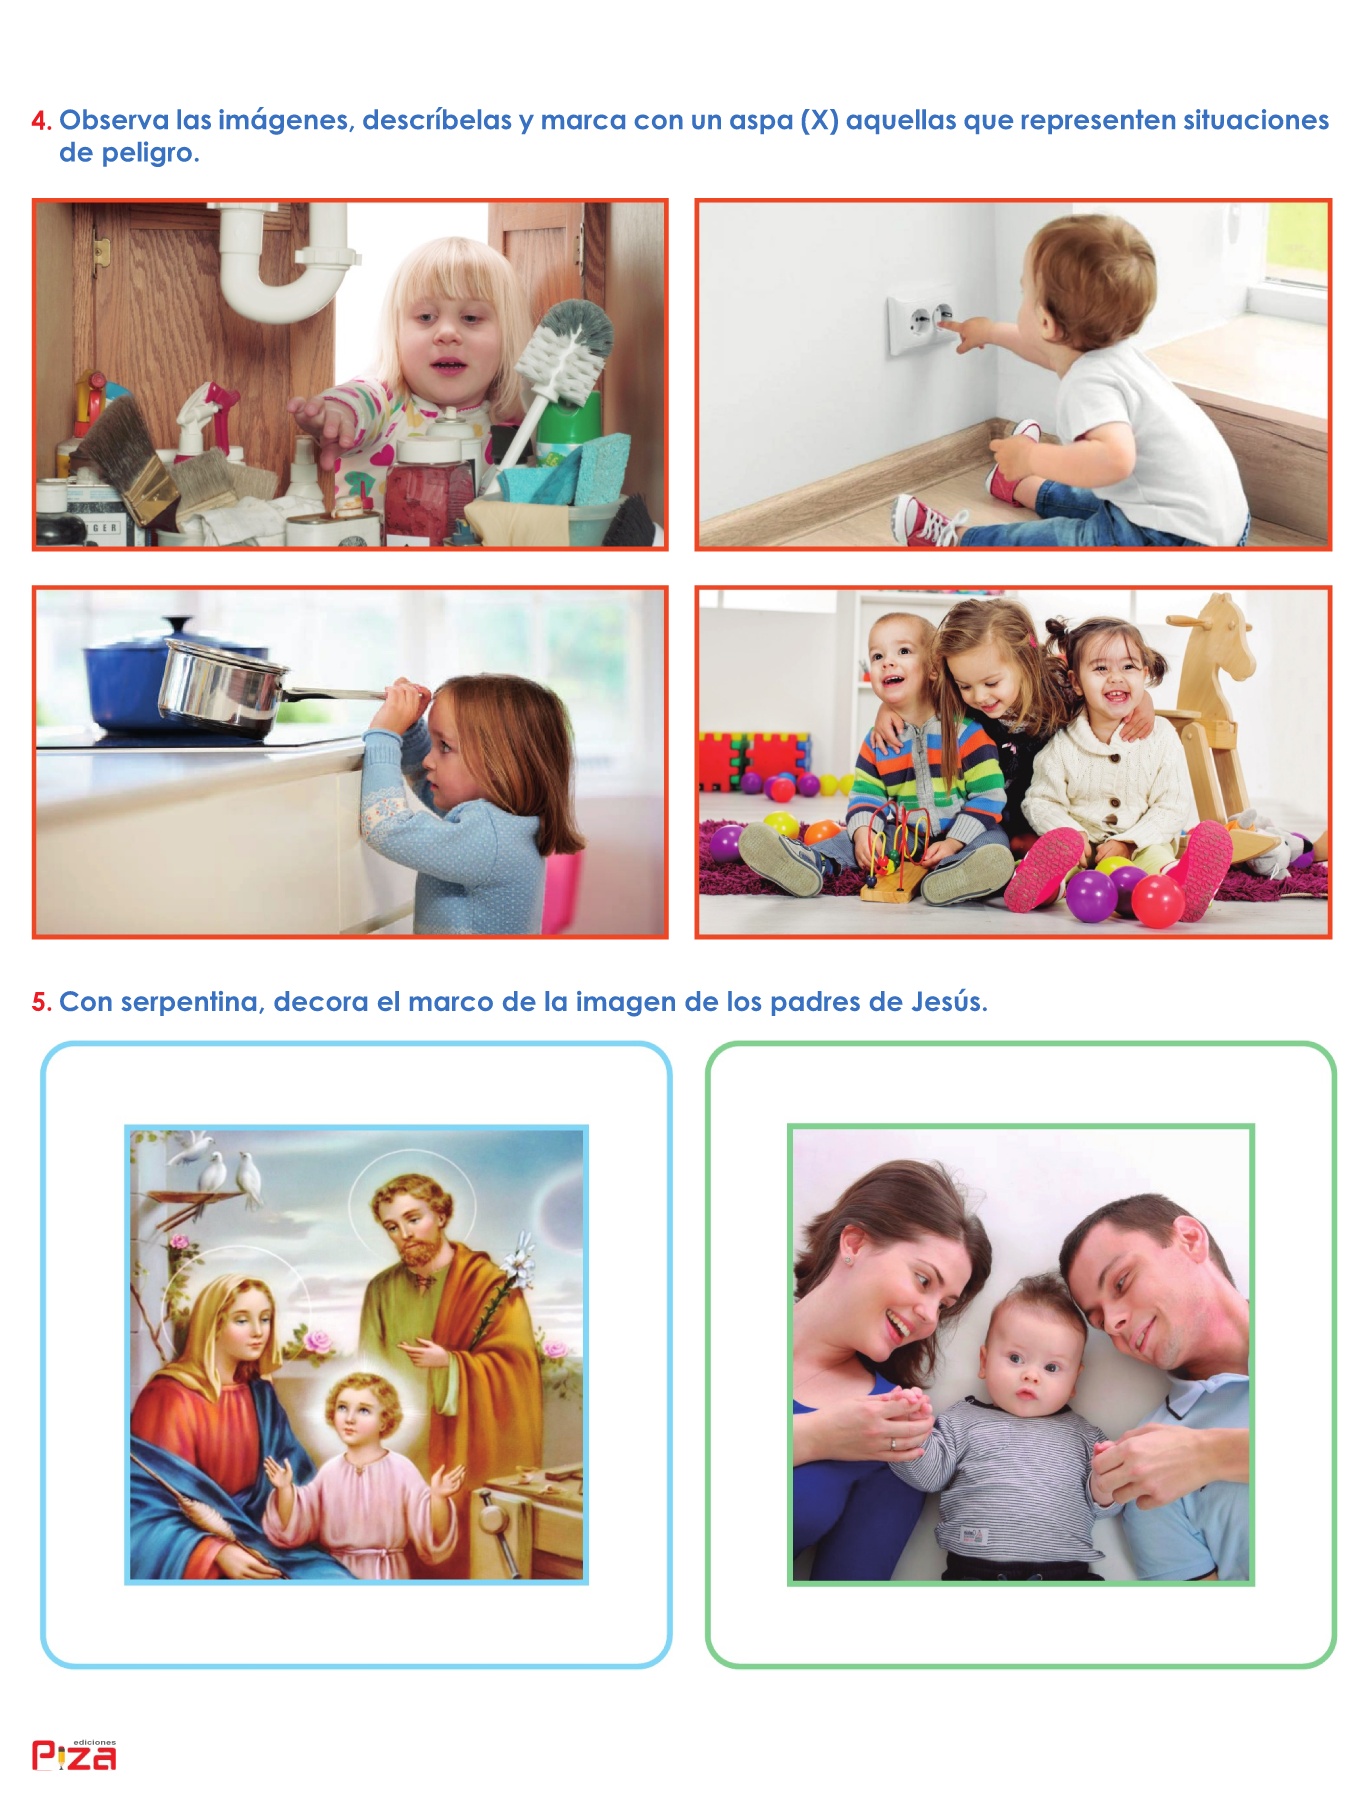 4. Observa las imágenes, descríbelas y marca con un aspa (X) aquellas que representen situaciones
de peligro.
NGER
5. Con serpentina, decora el marco de la imagen de los padres de Jesús.
ediciones
Piza